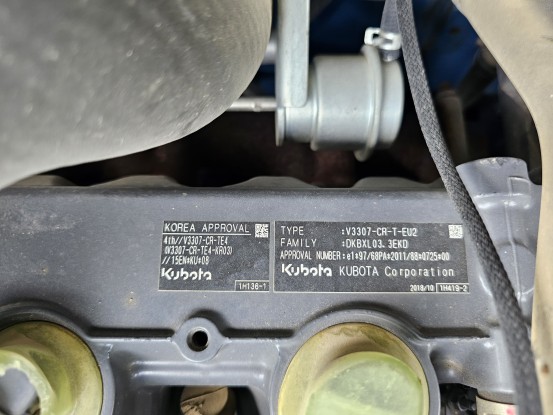 KOREA APPROVAL
4th//V3307-CR-TE4
(V3307-CR-TE4-KR03)
//15EN*KU*08
Kubota
1H136-1
TYPE :V3307-CR-T-EU2
FAMILY :DKBXL03.3EKD
APPROVAL NUMBER:e1*97/68PA*2011/88*0725*00
Kubota KUBOTA Corporation
2018/10 1H419-2